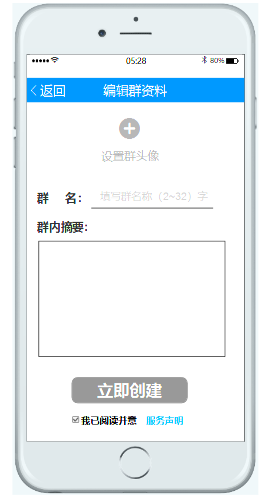 05:28 80%
返回 编辑群资料
设置群头像
群 名： 填写群名称（2~32）字
群内摘要：
立即创建
我已阅读并意 服务声明